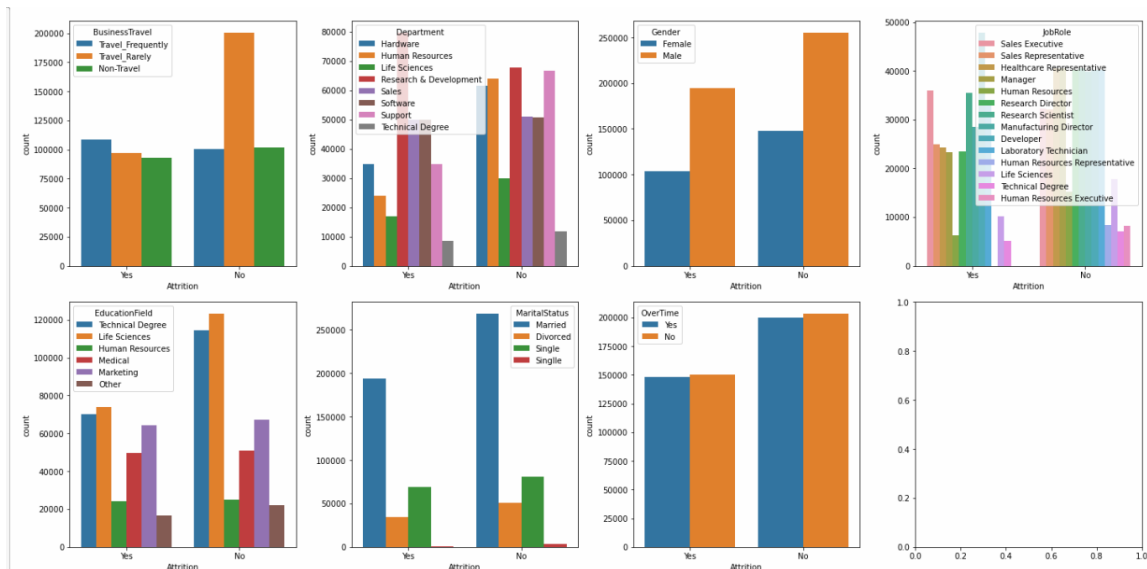 BusinessTravel
Travel_Frequently
Travel_Rarely
Non-Travel
200000
175000
150000
125000
100000
75000
50000
25000
0
count
Yes
No
Attrition
Department
Hardware
Human Resources
Life Sciences
Research & Development
Sales
Software
Support
Technical Degree
80000
70000
60000
50000
40000
30000
20000
10000
0
count
Yes
No
Attrition
Gender
Female
Male
250000
200000
150000
100000
50000
0
count
Yes
No
Attrition
JobRole
Sales Executive
Sales Representative
Healthcare Representative
Manager
Human Resources
Research Director
Research Scientist
Manufacturing Director
Developer
Laboratory Technician
Human Resources Representative
Life Sciences
Technical Degree
Human Resources Executive
50000
40000
30000
20000
10000
0
count
Yes
No
Attrition
EducationField
Technical Degree
Life Sciences
Human Resources
Medical
Marketing
Other
120000
100000
80000
60000
40000
20000
0
count
Yes
No
Attrition
MaritalStatus
Married
Divorced
Single
Singlle
250000
200000
150000
100000
50000
0
count
Yes
No
Attrition
OverTime
Yes
No
200000
175000
150000
125000
100000
75000
50000
25000
0
count
Yes
No
Attrition
1.0
0.8
0.6
0.4
0.2
0.0
0.0 0.2 0.4 0.6 0.8 1.0